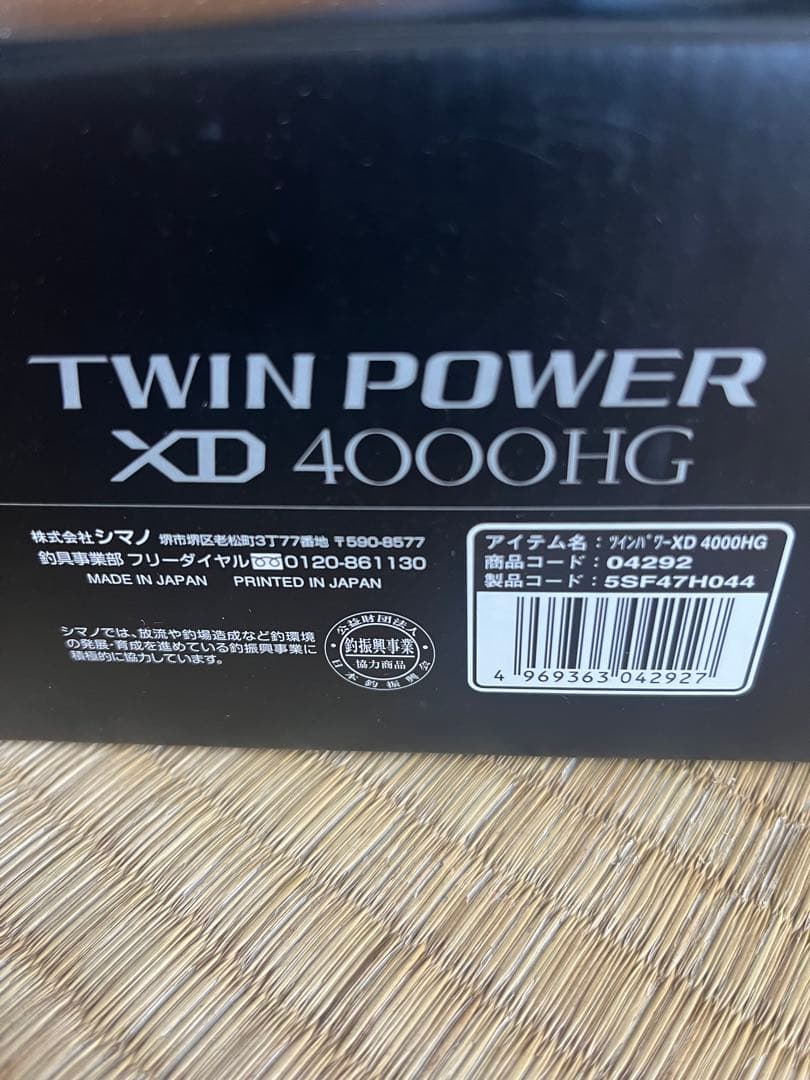 TWIN POWER
XD 4000HG
株式会社シマノ 堺市堺区老松町3丁77番地 〒590-8577
釣具事業部 フリーダイヤル 0120-861130
MADE IN JAPAN PRINTED IN JAPAN
シマノでは、放流や釣場造成など釣環境
の発展・育成を進めている釣振興事業に
積極的に協力しています。
公益財団法人
釣振興事業
協力商品
日本釣振興会
アイテム名：ﾂｲﾝﾊﾟﾜｰXD 4000HG
商品コード：04292
製品コード：5SF47H044
4 969363 042927